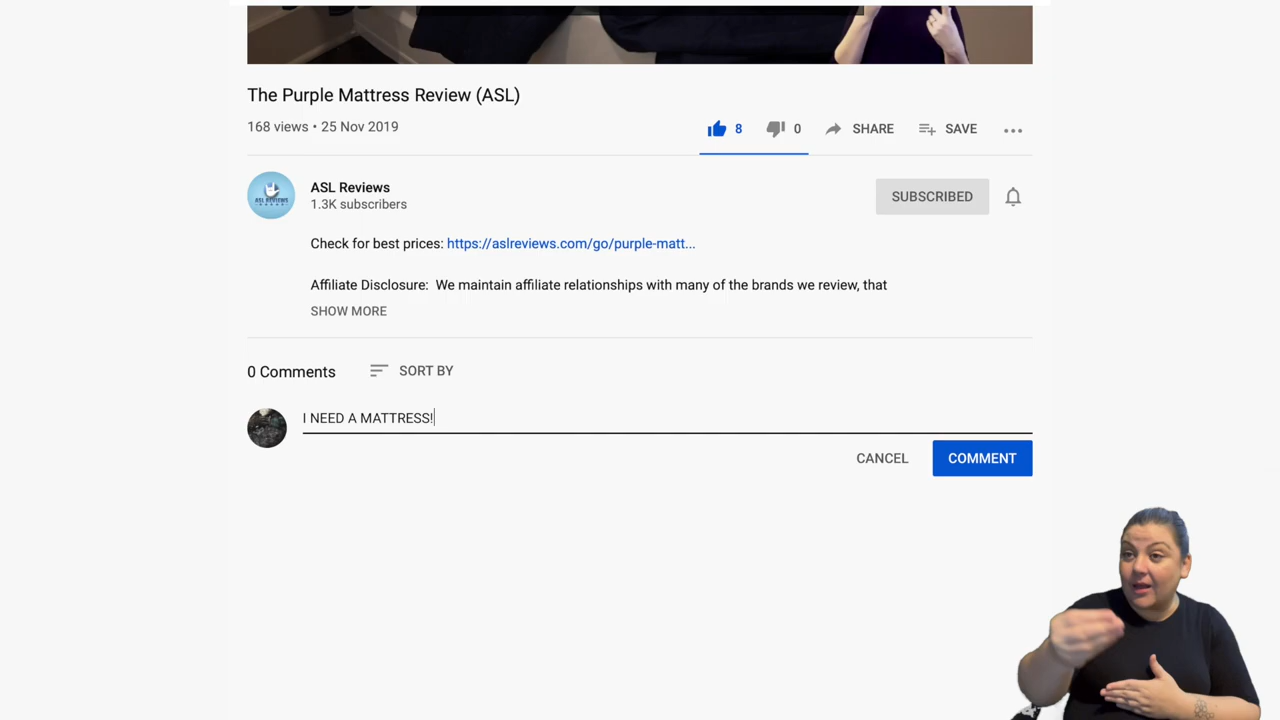 The Purple Mattress Review (ASL)
168 views • 25 Nov 2019
8 0 SHARE SAVE
ASL Reviews
1.3K subscribers
SUBSCRIBED
ASL REVIEWS
Check for best prices: https://aslreviews.com/go/purple-matt...
Affiliate Disclosure: We maintain affiliate relationships with many of the brands we review, that
SHOW MORE
0 Comments SORT BY
I NEED A MATTRESS!
CANCEL COMMENT